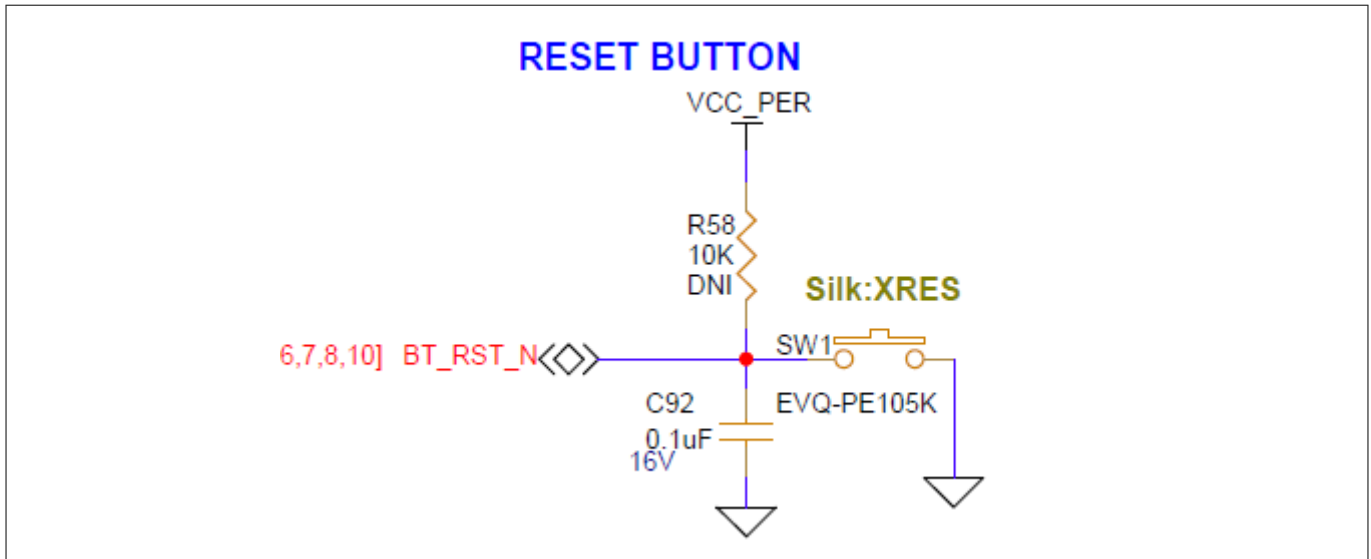 RESET BUTTON
VCC_PER
R58
10K
DNI
Silk:XRES
6,7,8,10] BT_RST_N
SW1
C92
0.1uF
16V
EVQ-PE105K